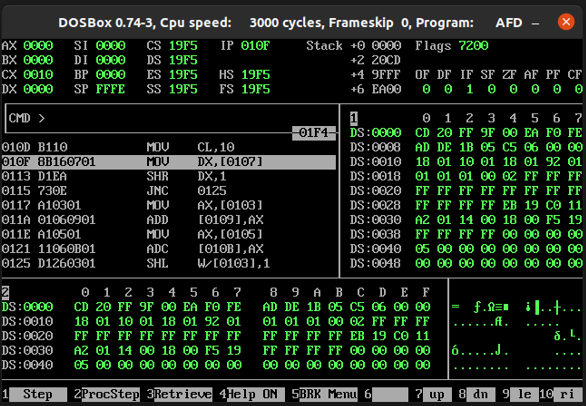 DOSBox 0.74-3, Cpu speed: 3000 cycles, Frameskip 0, Program: AFD
AX 0000 SI 0000 CS 19F5 IP 010F Stack +0 0000 Flags 7200
BX 0000 DI 0000 DS 19F5 +2 20CD
CX 0010 BP 0000 ES 19F5 HS 19F5 +4 9FFF OF DF IF SF ZF AF PF CF
DX 0000 SP FFFE SS 19F5 FS 19F5 +6 EA00 0 0 1 0 0 0 0 0
CMD >
01F4
1 0 1 2 3 4 5 6 7
DS:0000 CD 20 FF 9F 00 EA F0 FE
DS:0008 AD DE 1B 05 C5 06 00 00
DS:0010 18 01 10 01 18 01 92 01
DS:0018 01 01 01 00 02 FF FF FF
DS:0020 FF FF FF FF FF FF FF FF
DS:0028 FF FF FF FF EB 19 C0 11
DS:0030 A2 01 14 00 18 00 F5 19
DS:0038 FF FF FF FF 00 00 00 00
DS:0040 05 00 00 00 00 00 00 00
DS:0048 00 00 00 00 00 00 00 00
010D B110 MOV CL,10
010F 8B160701 MOV DX,[0107]
0113 D1EA SHR DX,1
0115 730E JNC 0125
0117 A10301 MOV AX,[0103]
011A 01060901 ADD [0109],AX
011E A10501 MOV AX,[0105]
0121 11060B01 ADC [010B],AX
0125 D1260301 SHL W/[0103],1
2 0 1 2 3 4 5 6 7 8 9 A B C D E F
DS:0000 CD 20 FF 9F 00 EA F0 FE AD DE 1B 05 C5 06 00 00
DS:0010 18 01 10 01 18 01 92 01 01 01 01 00 02 FF FF FF
DS:0020 FF FF FF FF FF FF FF FF FF FF FF FF EB 19 C0 11
DS:0030 A2 01 14 00 18 00 F5 19 FF FF FF FF 00 00 00 00
DS:0040 05 00 00 00 00 00 00 00 00 00 00 00 00 00 00 00
1 Step 2 ProcStep 3 Retrieve 4 Help ON 5 BRK Menu 6 7 up 8 dn 9 le 10 ri